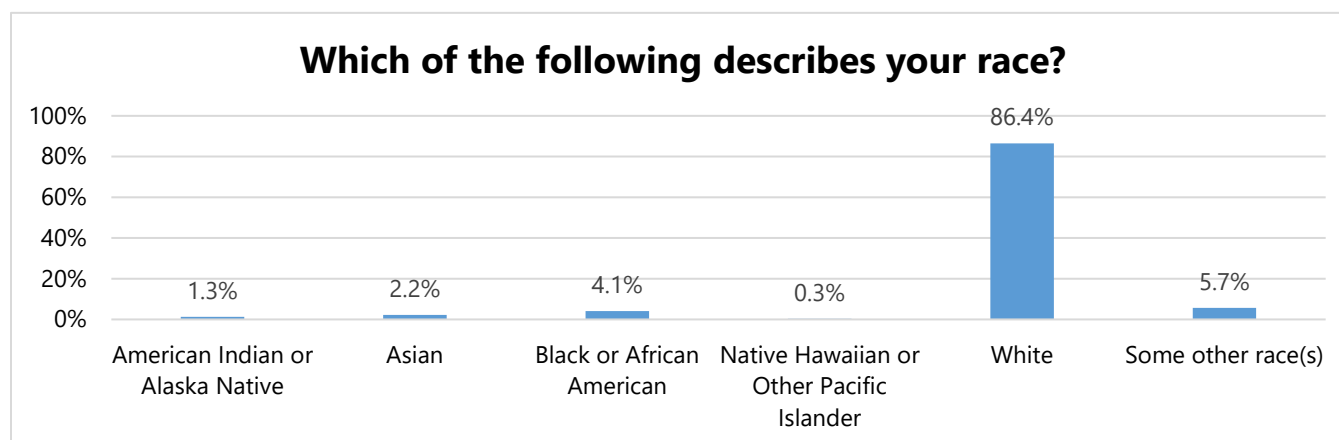 Which of the following describes your race?
100%
80%
60%
40%
20%
0%
1.3%
2.2%
4.1%
0.3%
86.4%
5.7%
American Indian or
Alaska Native
Asian
Black or African
American
Native Hawaiian or
Other Pacific
Islander
White
Some other race(s)